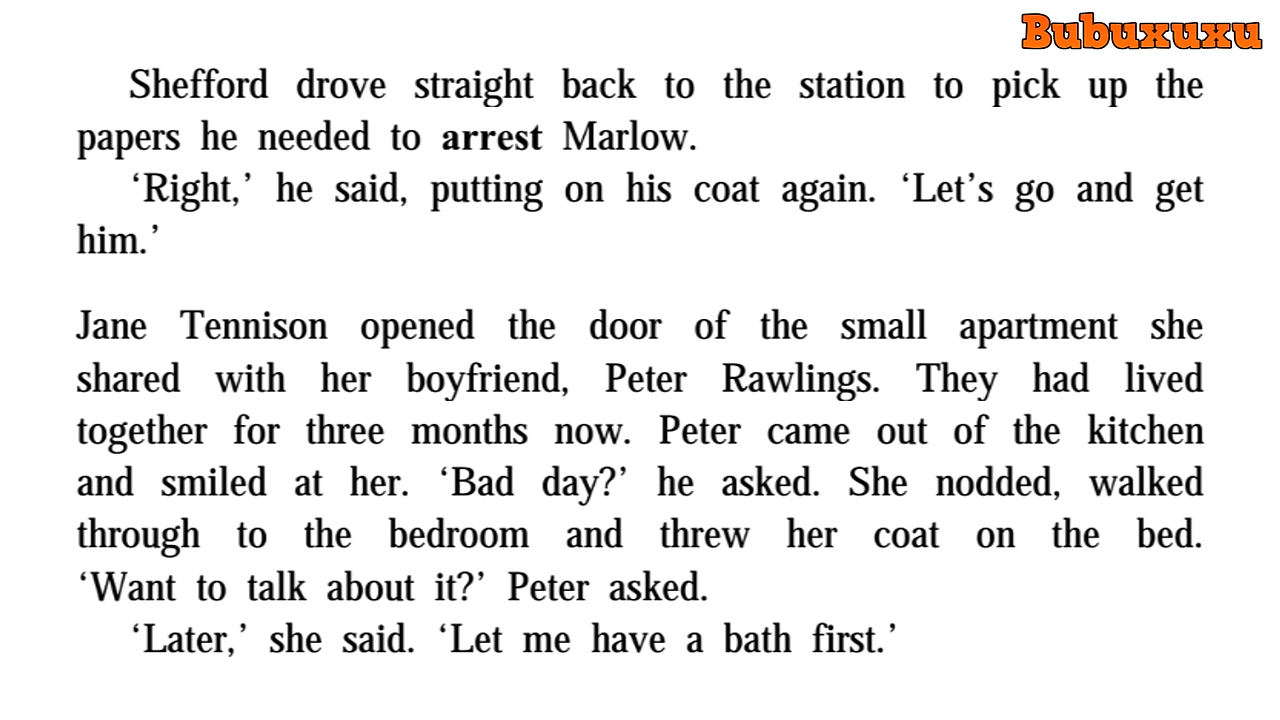 Bubuxuxu
Shefford drove straight back to the station to pick up the
papers he needed to arrest Marlow.
‘Right,’ he said, putting on his coat again. ‘Let’s go and get
him.’
Jane Tennison opened the door of the small apartment she
shared with her boyfriend, Peter Rawlings. They had lived
together for three months now. Peter came out of the kitchen
and smiled at her. ‘Bad day?’ he asked. She nodded, walked
through to the bedroom and threw her coat on the bed.
‘Want to talk about it?’ Peter asked.
‘Later,’ she said. ‘Let me have a bath first.’